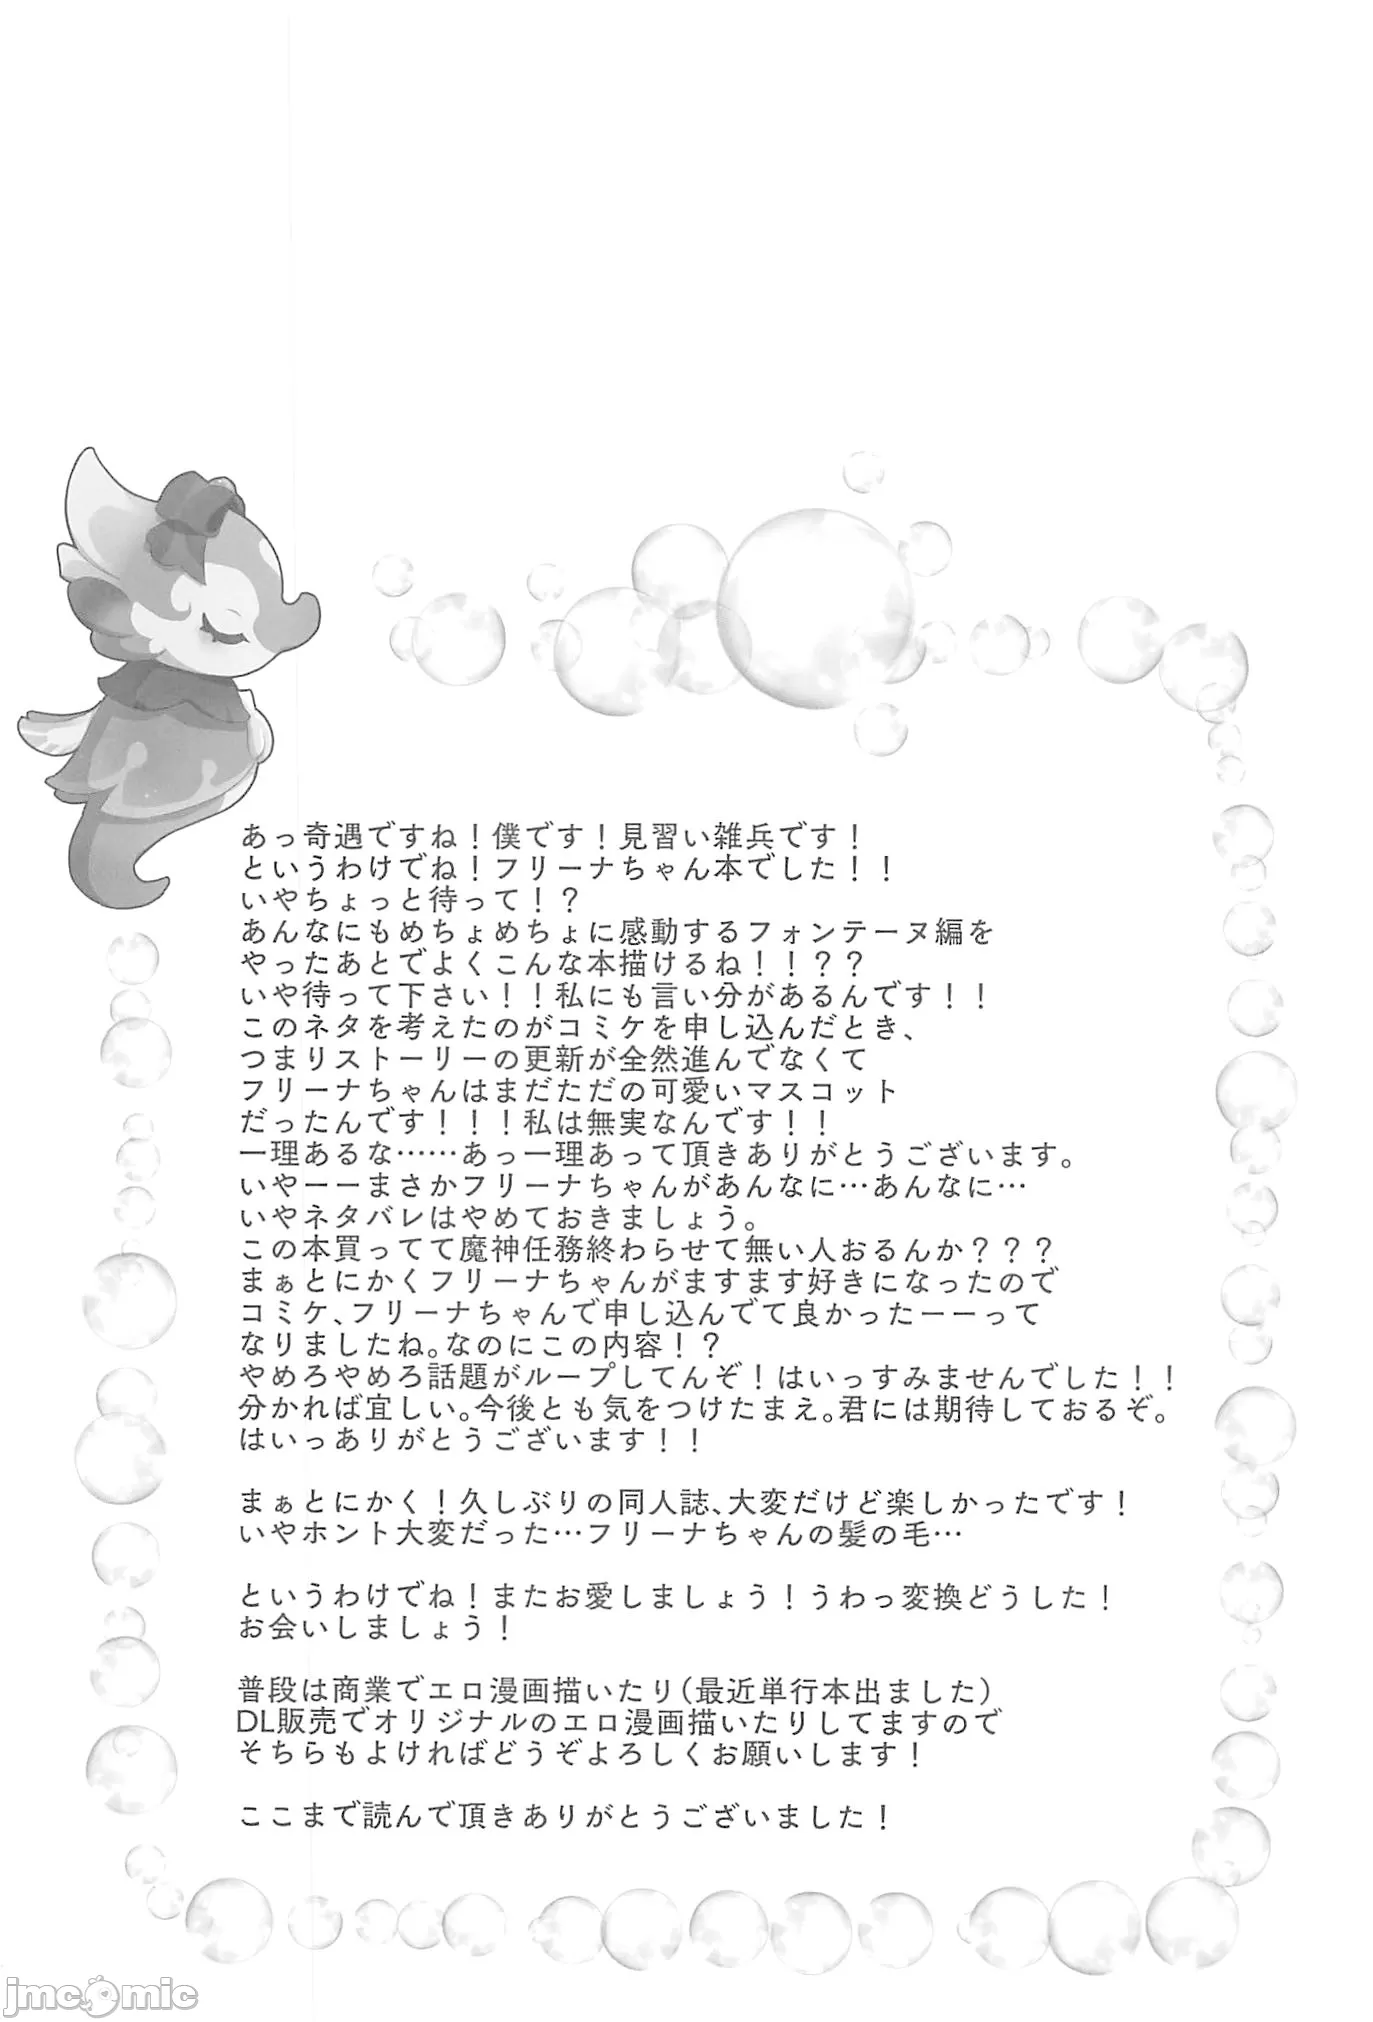 あっ奇遇ですね！僕です！見習い雑兵です！
というわけでね！フリーナちゃん本でした！！
いやちょっと待って！？
あんなにもめちょめちょに感動するフォンテーヌ編を
やったあとでよくこんな本描けるね！！？？
いや待って下さい！！私にも言い分があるんです！！
このネタを考えたのがコミケを申し込んだとき、
つまりストーリーの更新が全然進んでなくて
フリーナちゃんはまだただの可愛いマスコット
だったんです！！！私は無実なんです！！
一理あるな……あっ一理あって頂きありがとうございます。
いやーーまさかフリーナちゃんがあんなに…あんなに…
いやネタバレはやめておきましょう。
この本買ってて魔神任務終わらせて無い人おるんか？？？
まぁとにかくフリーナちゃんがますます好きになったので
コミケ、フリーナちゃんで申し込んでて良かったーーって
なりましたね。なのにこの内容！？
やめろやめろ話題がループしてんぞ！はいっすみませんでした！！
分かれば宜しい。今後とも気をつけたまえ。君には期待しておるぞ。
はいっありがとうございます！！
まぁとにかく！久しぶりの同人誌、大変だけど楽しかったです！
いやホント大変だった…フリーナちゃんの髪の毛…
というわけでね！またお愛しましょう！うわっ変換どうした！
お会いしましょう！
普段は商業でエロ漫画描いたり（最近単行本出ました）
DL販売でオリジナルのエロ漫画描いたりしてますので
そちらもよければどうぞよろしくお願いします！
ここまで読んで頂きありがとうございました！
jmcomic